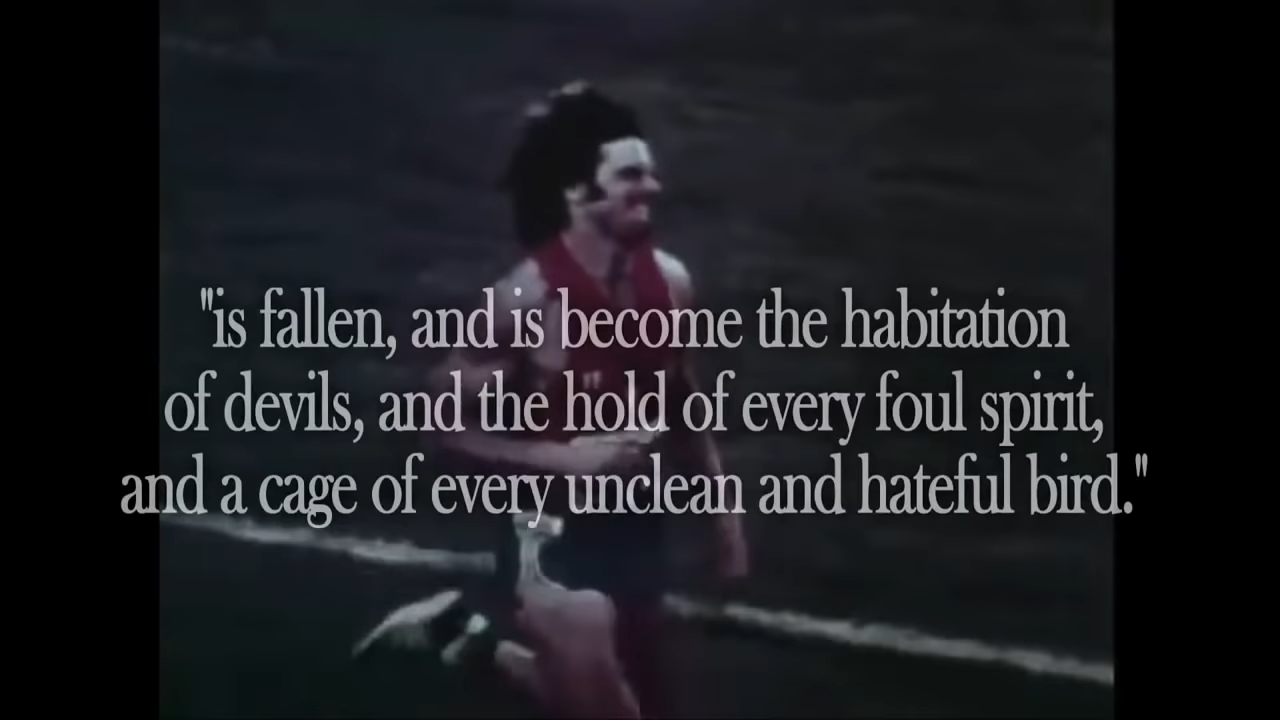 "is fallen, and is become the habitation
of devils, and the hold of every foul spirit,
and a cage of every unclean and hateful bird."